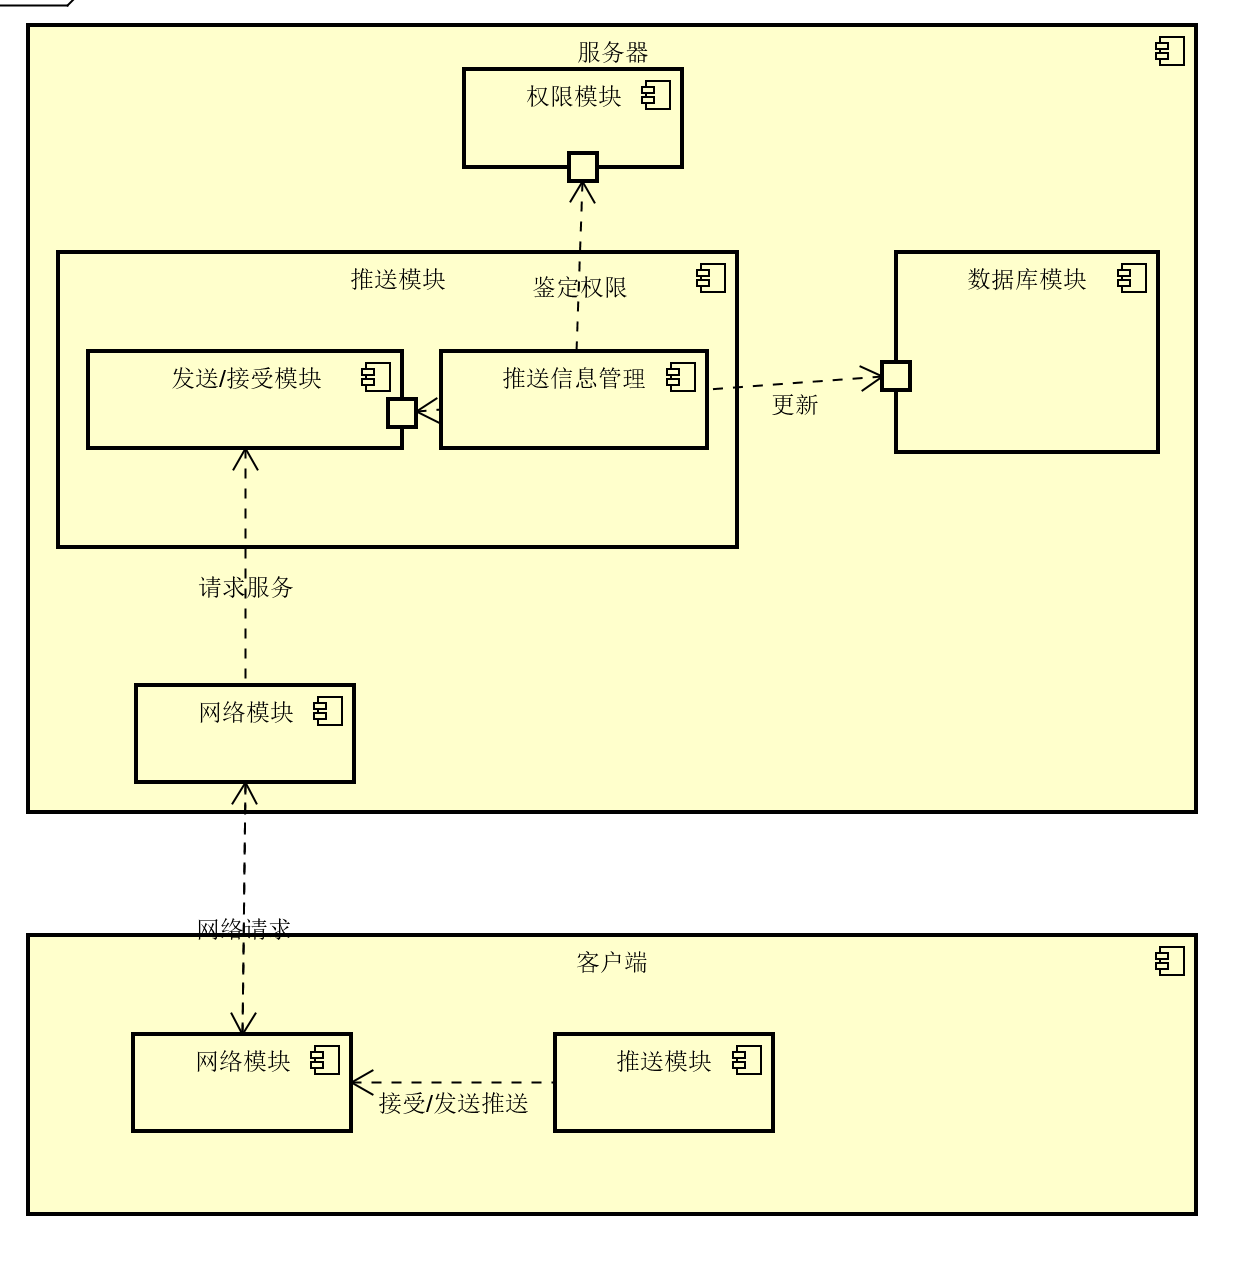 服务器
权限模块
推送模块
鉴定权限
数据库模块
发送/接受模块
推送信息管理
更新
请求服务
网络模块
网络请求
客户端
网络模块
推送模块
接受/发送推送